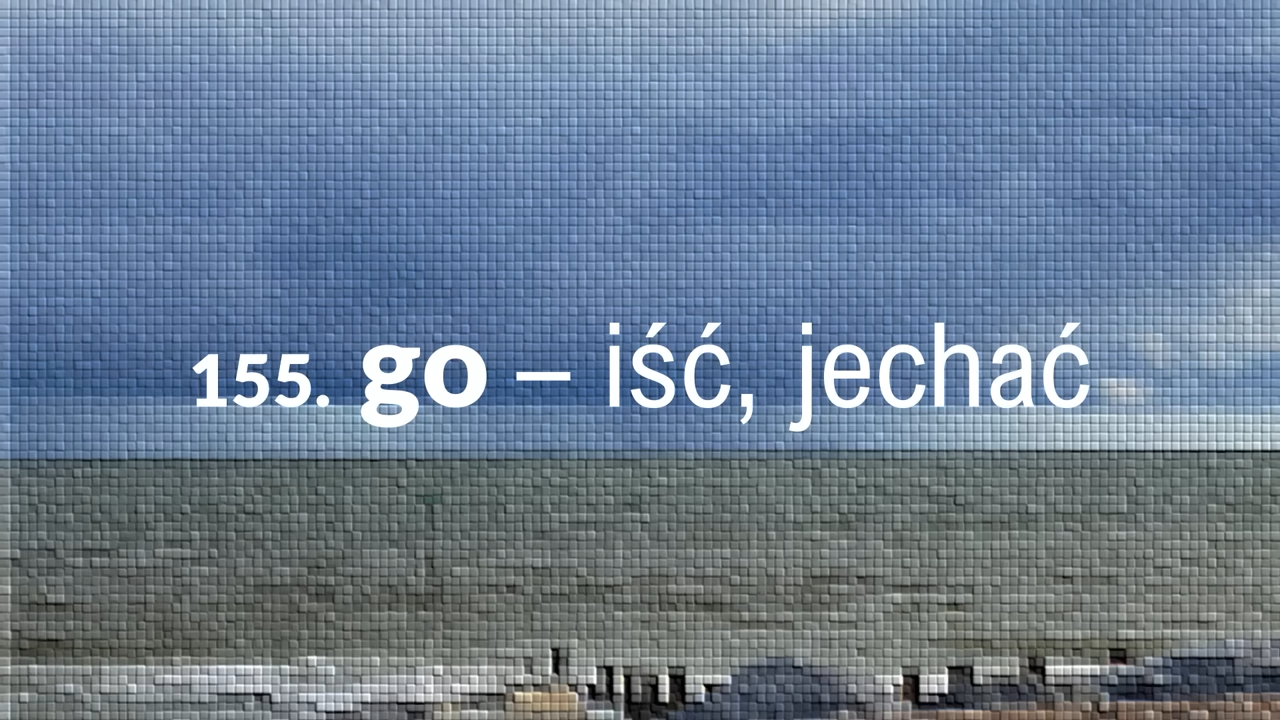 155. go – iść, jechać